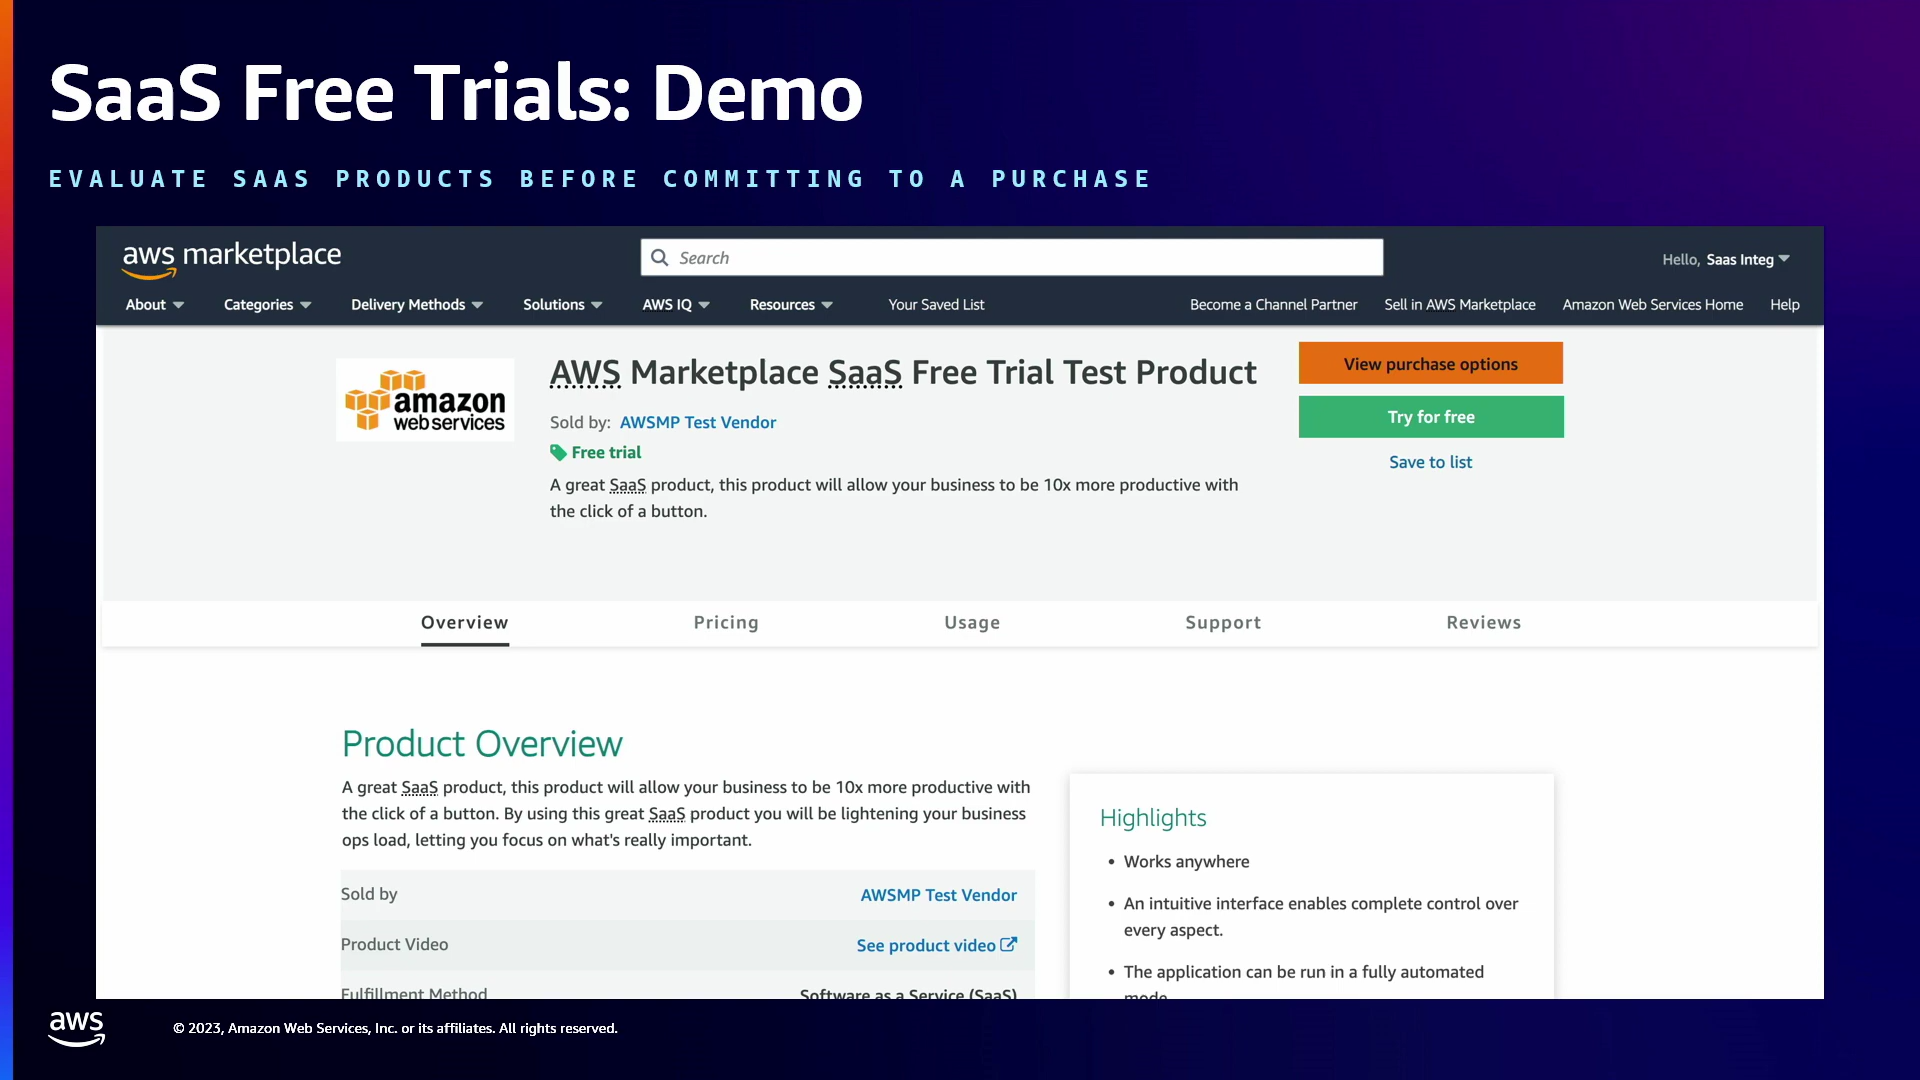 SaaS Free Trials: Demo
EVALUATE SAAS PRODUCTS BEFORE COMMITTING TO A PURCHASE
aws marketplace
Search
Hello, Saas Integ
About Categories Delivery Methods Solutions AWS IQ Resources Your Saved List Become a Channel Partner Sell in AWS Marketplace Amazon Web Services Home Help
amazon
web services
AWS Marketplace SaaS Free Trial Test Product
Sold by: AWSMP Test Vendor
Free trial
A great SaaS product, this product will allow your business to be 10x more productive with
the click of a button.
View purchase options
Try for free
Save to list
Overview Pricing Usage Support Reviews
Product Overview
A great SaaS product, this product will allow your business to be 10x more productive with
the click of a button. By using this great SaaS product you will be lightening your business
ops load, letting you focus on what's really important.
Sold by AWSMP Test Vendor
Product Video See product video
Fulfillment Method Software as a Service (SaaS)
Highlights
• Works anywhere
• An intuitive interface enables complete control over
every aspect.
• The application can be run in a fully automated
mode
aws
© 2023, Amazon Web Services, Inc. or its affiliates. All rights reserved.